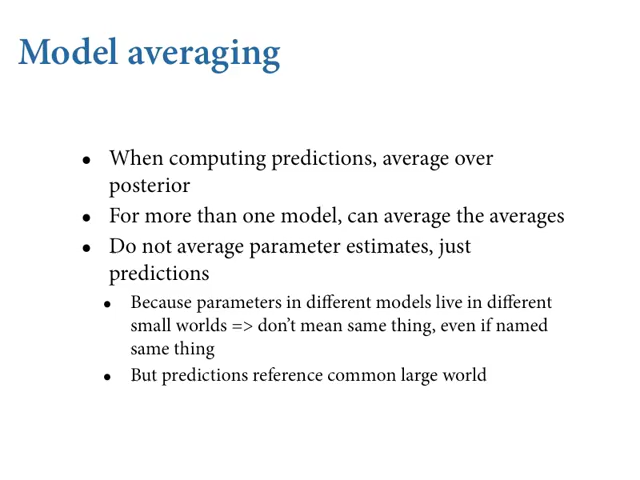 Model averaging
• When computing predictions, average over
posterior
• For more than one model, can average the averages
• Do not average parameter estimates, just
predictions
• Because parameters in different models live in different
small worlds => don’t mean same thing, even if named
same thing
• But predictions reference common large world